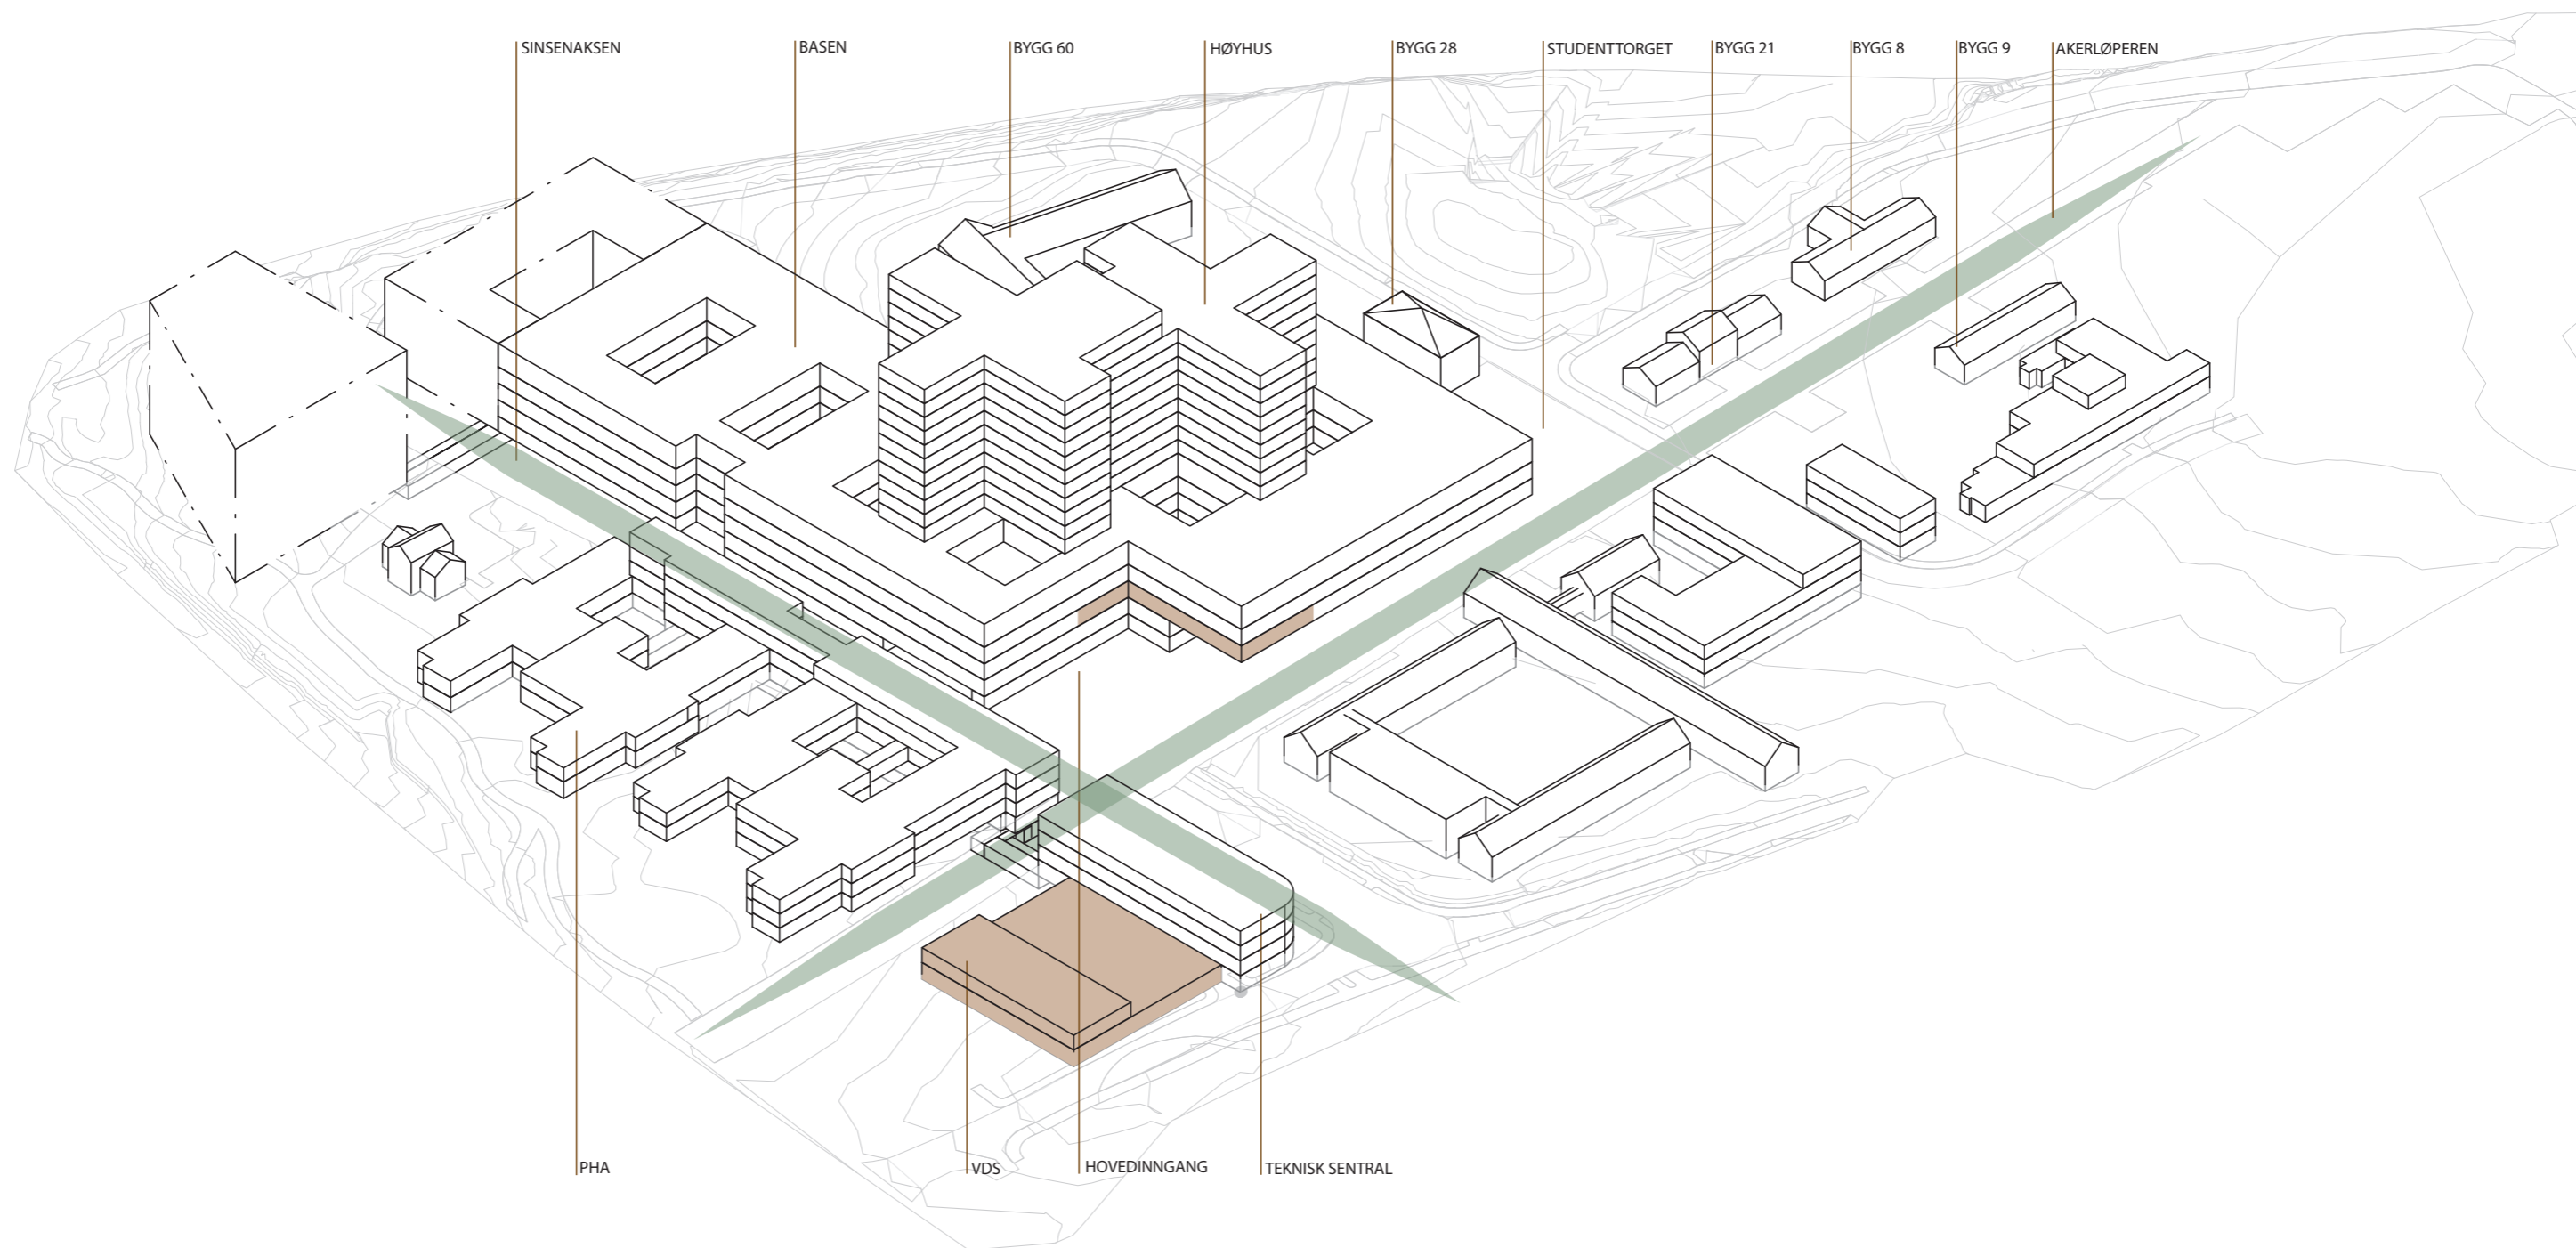 SINSENAKSEN
BASEN
BYGG 60
HØYHUS
BYGG 28
STUDENTTORGET
BYGG 21
BYGG 8
BYGG 9
AKERLØPEREN
PHA
VDS
HOVEDINNGANG
TEKNISK SENTRAL